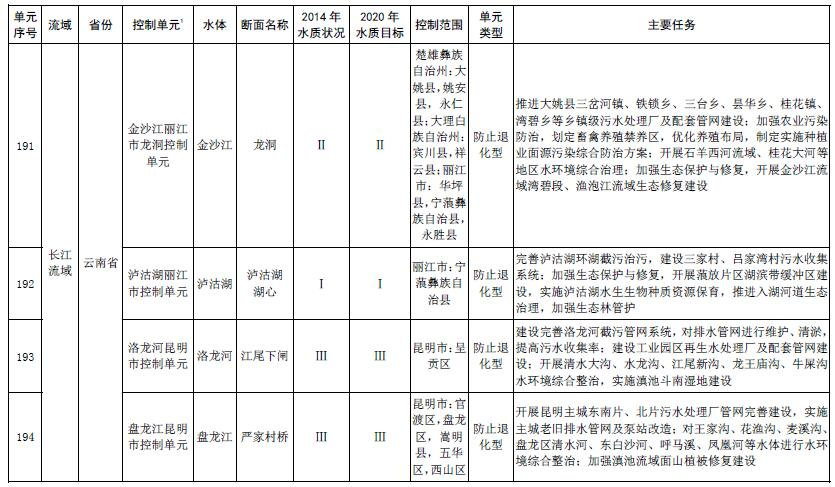 单元
序号
流域
省份
控制单元1
水体
断面名称
2014 年
水质状况
2020 年
水质目标
控制范围
单元
类型
主要任务
长江
流域
云南省
191
金沙江丽江
市龙洞控制
单元
金沙江
龙洞
II
II
楚雄彝族
自治州：大
姚县，姚安
县，永仁
县；大理白
族自治州：
宾川县，祥
云县；丽江
市：华坪
县，宁蒗彝
族自治县，
永胜县
防止退
化型
推进大姚县三岔河镇、铁锁乡、三台乡、昙华乡、桂花镇、
湾碧乡等乡镇级污水处理厂及配套管网建设；加强农业污染
防治，划定畜禽养殖禁养区，优化养殖布局，制定实施种植
业面源污染综合防治方案；开展石羊西河流域、桂花大河等
地区水环境综合治理；加强生态保护与修复，开展金沙江流
域湾碧段、渔泡江流域生态修复建设
192
泸沽湖丽江
市控制单元
泸沽湖
泸沽湖
湖心
I
I
丽江市：宁
蒗彝族自
治县
防止退
化型
完善泸沽湖环湖截污治污，建设三家村、吕家湾村污水收集
系统；加强生态保护与修复，开展蒗放片区湖滨带缓冲区建
设，实施泸沽湖水生生物种质资源保育，推进入湖河道生态
治理，加强生态林管护
193
洛龙河昆明
市控制单元
洛龙河
江尾下闸
III
III
昆明市：呈
贡区
防止退
化型
建设完善洛龙河截污管网系统，对排水管网进行维护、清淤，
提高污水收集率；建设工业园区再生水处理厂及配套管网建
设；开展清水大沟、水龙沟、江尾新沟、龙王庙沟、牛屎沟
水环境综合整治，实施滇池斗南湿地建设
194
盘龙江昆明
市控制单元
盘龙江
严家村桥
III
III
昆明市：官
渡区，盘龙
区，嵩明
县，五华
区，西山区
防止退
化型
开展昆明主城东南片、北片污水处理厂管网完善建设，实施
主城老旧排水管网及泵站改造；对王家沟、花渔沟、麦溪沟、
盘龙区清水河、东白沙河、呼马溪、凤凰河等水体进行水环
境综合整治；加强滇池流域面山植被修复建设